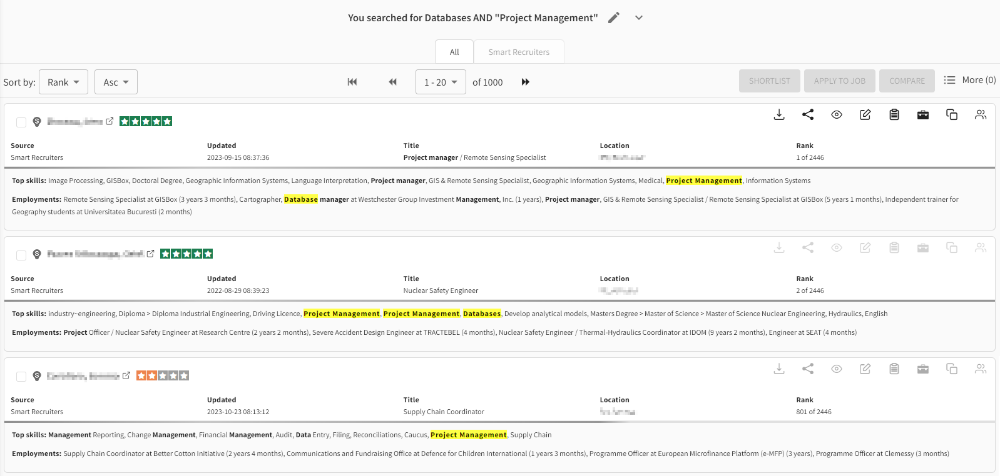 You searched for Databases AND "Project Management"
All Smart Recruiters
Sort by: Rank Asc 1 - 20 of 1000 SHORTLIST APPLY TO JOB COMPARE More (0)
Source Updated Title Location Rank
Smart Recruiters 2023-09-15 08:37:36 Project manager / Remote Sensing Specialist 1 of 2446
Top skills: Image Processing, GISBox, Doctoral Degree, Geographic Information Systems, Language Interpretation, Project manager, GIS & Remote Sensing Specialist, Geographic Information Systems, Medical, Project Management, Information Systems
Employments: Remote Sensing Specialist at GISBox (3 years 3 months), Cartographer, Database manager at Westchester Group Investment Management, Inc. (1 years), Project manager, GIS & Remote Sensing Specialist / Remote Sensing Specialist at GISBox (5 years 1 months), Independent trainer for
Geography students at Universitatea Bucuresti (2 months)
Source Updated Title Location Rank
Smart Recruiters 2022-08-29 08:39:23 Nuclear Safety Engineer 2 of 2446
Top skills: industry~engineering, Diploma > Diploma Industrial Engineering, Driving Licence, Project Management, Project Management, Databases, Develop analytical models, Masters Degree > Master of Science > Master of Science Nuclear Engineering, Hydraulics, English
Employments: Project Officer / Nuclear Safety Engineer at Research Centre (2 years 2 months), Severe Accident Design Engineer at TRACTEBEL (4 months), Nuclear Safety Engineer / Thermal-Hydraulics Coordinator at IDOM (9 years 2 months), Engineer at SEAT (4 months)
Source Updated Title Location Rank
Smart Recruiters 2023-10-23 08:13:12 Supply Chain Coordinator 801 of 2446
Top skills: Management Reporting, Change Management, Financial Management, Audit, Data Entry, Filing, Reconciliations, Caucus, Project Management, Supply Chain
Employments: Supply Chain Coordinator at Better Cotton Initiative (2 years 4 months), Communications and Fundraising Office at Defence for Children International (1 years 3 months), Programme Officer at European Microfinance Platform (e-MFP) (3 years), Programme Officer at Clemessy (3 months)